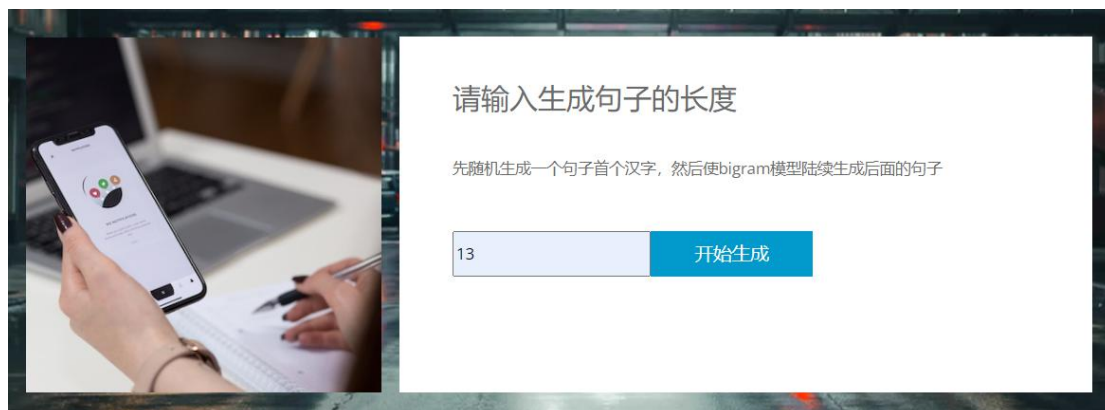 请输入生成句子的长度
先随机生成一个句子首个汉字，然后使bigram模型陆续生成后面的句子
13
开始生成